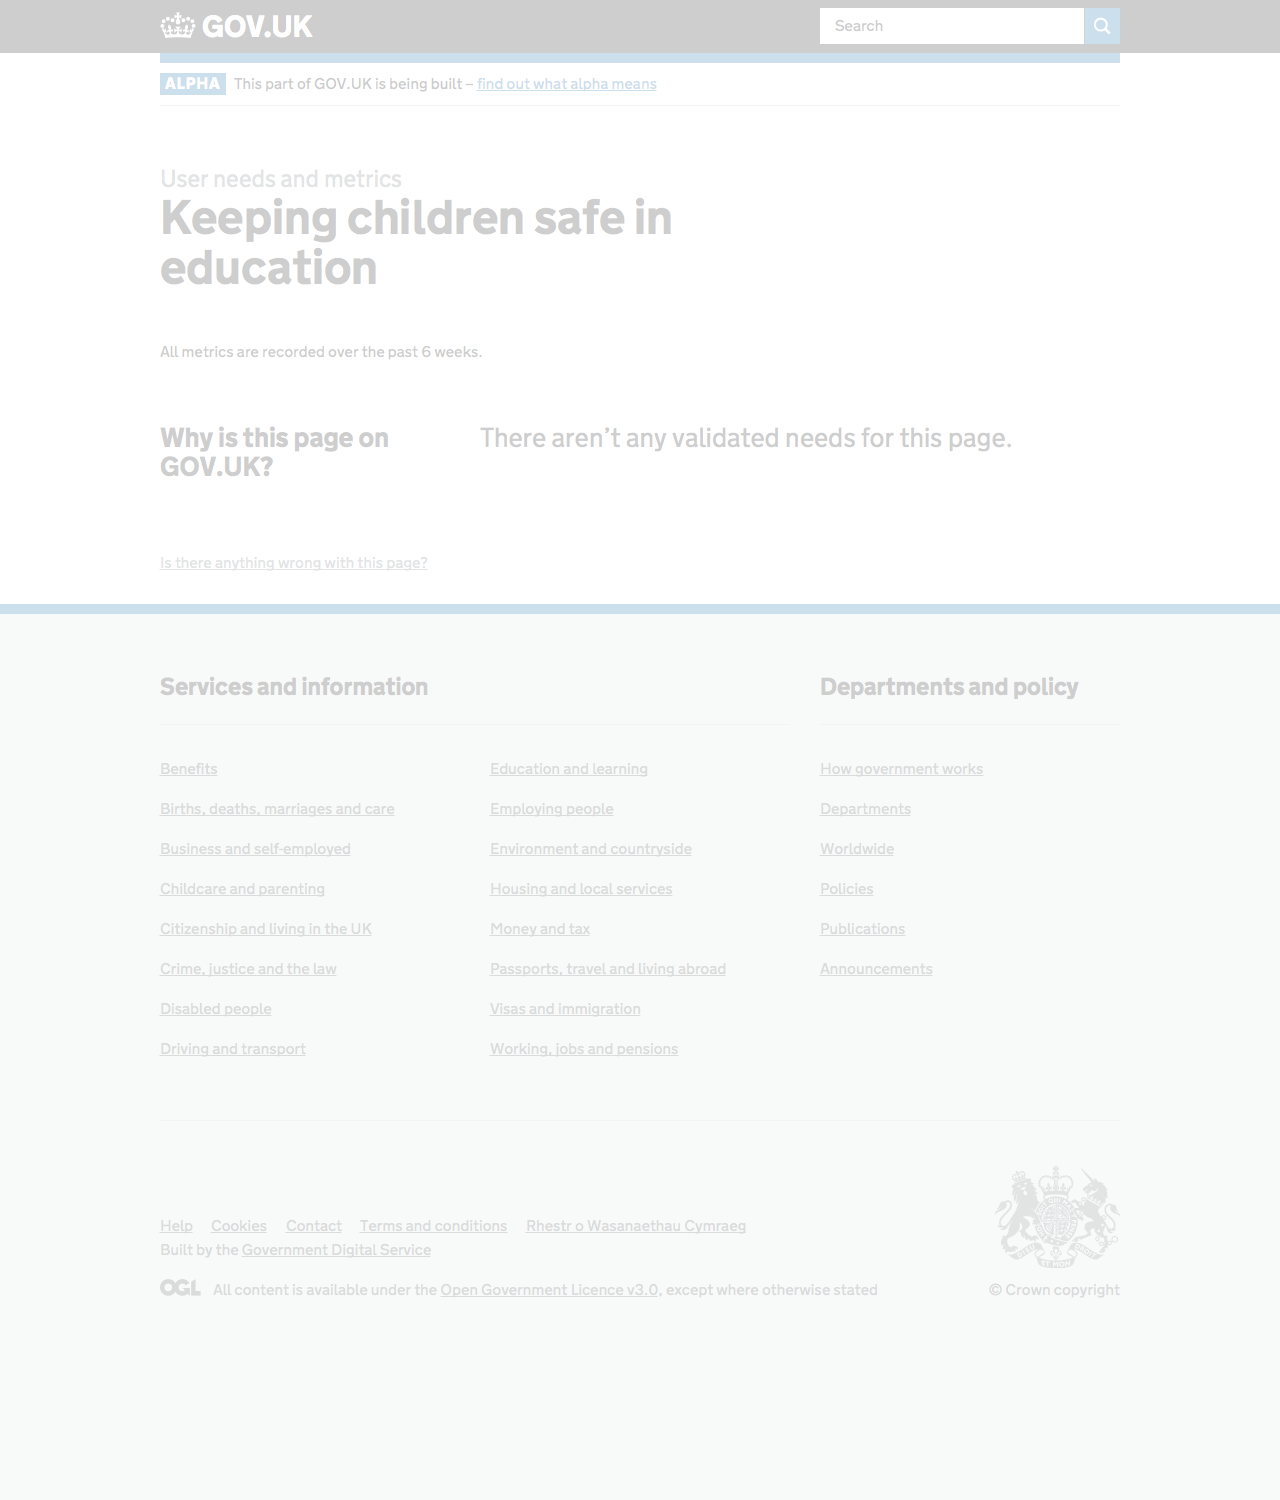 GOV.UK
Search
ALPHA This part of GOV.UK is being built – find out what alpha means
User needs and metrics
Keeping children safe in
education
All metrics are recorded over the past 6 weeks.
Why is this page on
GOV.UK?
There aren’t any validated needs for this page.
Is there anything wrong with this page?
Services and information
Departments and policy
Benefits
Births, deaths, marriages and care
Business and self-employed
Childcare and parenting
Citizenship and living in the UK
Crime, justice and the law
Disabled people
Driving and transport
Education and learning
Employing people
Environment and countryside
Housing and local services
Money and tax
Passports, travel and living abroad
Visas and immigration
Working, jobs and pensions
How government works
Departments
Worldwide
Policies
Publications
Announcements
Help Cookies Contact Terms and conditions Rhestr o Wasanaethau Cymraeg
Built by the Government Digital Service
OGL All content is available under the Open Government Licence v3.0, except where otherwise stated
© Crown copyright